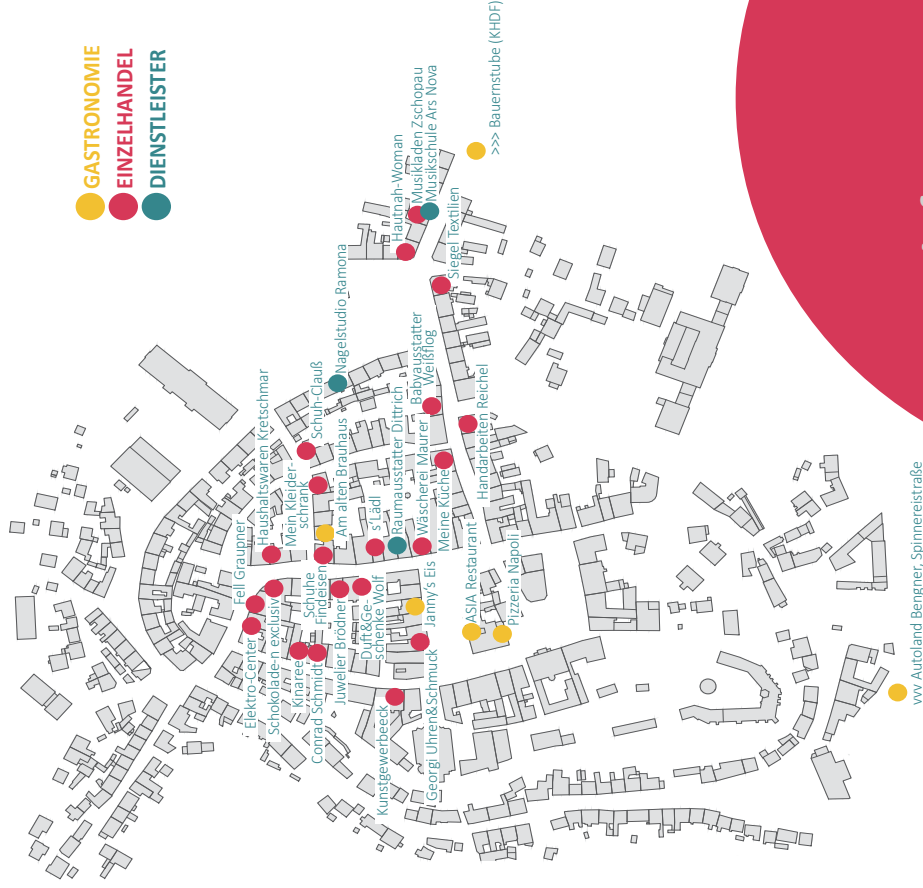 GASTRONOMIE
EINZELHANDEL
DIENSTLEISTER
Elektro-Center
Fell Graupner
Haushaltswaren Kretschmar
Schokolade-n exclusiv
Mein Kleider-
schrank
Schuh-Clauß
Nagelstudio Ramona
Kinaree
Schuhe
Findleisen
Conrad Schmidt
Am alten Brauhaus
Juwelier Brödner
s'Lädl
Duft&Ge-
schenke Wolf
Raumausstatter Dittrich
Kunstgewerbeck
Wäscherei Maurer
Babyausstatter
Weißflog
Hautnah-Woman
Musikladen Zschopau
Musikschule Ars Nova
Georgi Uhren&Schmuck
Janny's Eis
Meine Küche
Siegel Textilien
ASIA Restaurant
Handarbeiten Reichel
>>> Bauernstube (KHDF)
Pizzeria Napoli
vvv Autoland Bengner, Spinnereistraße